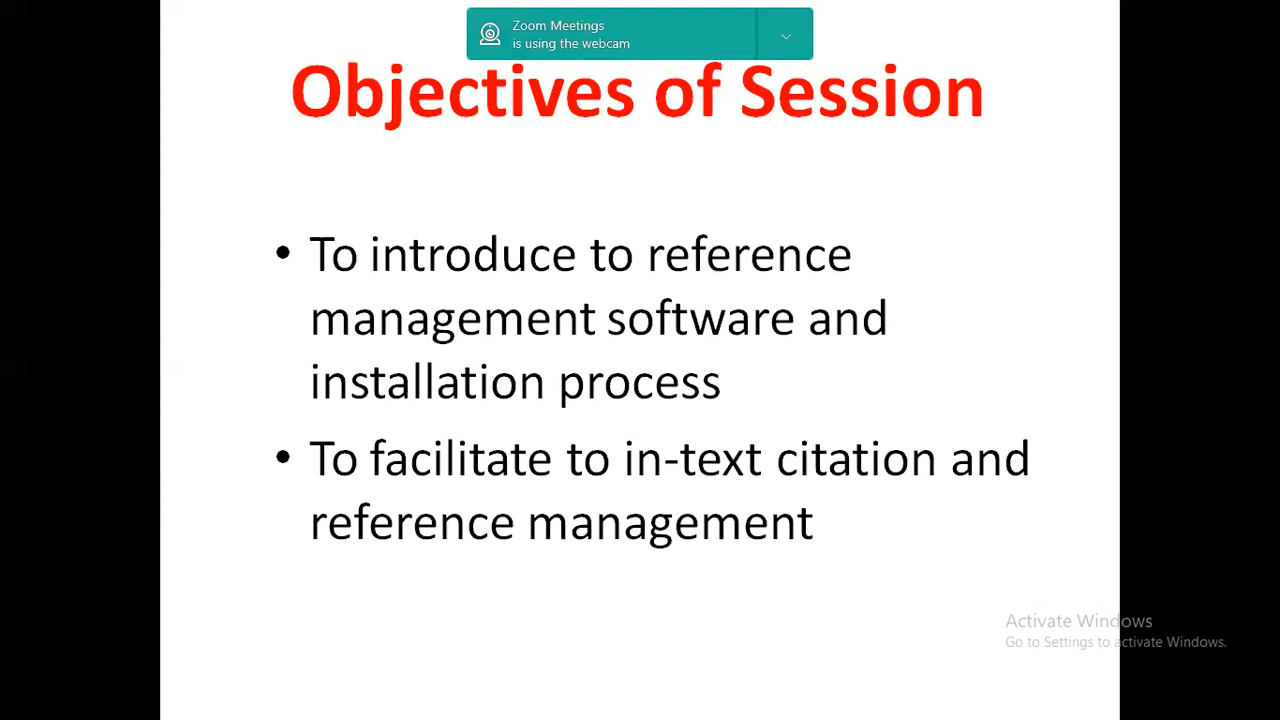 Zoom Meetings
is using the webcam
Objectives of Session
• To introduce to reference
management software and
installation process
• To facilitate to in-text citation and
reference management
Activate Windows
Go to Settings to activate Windows.